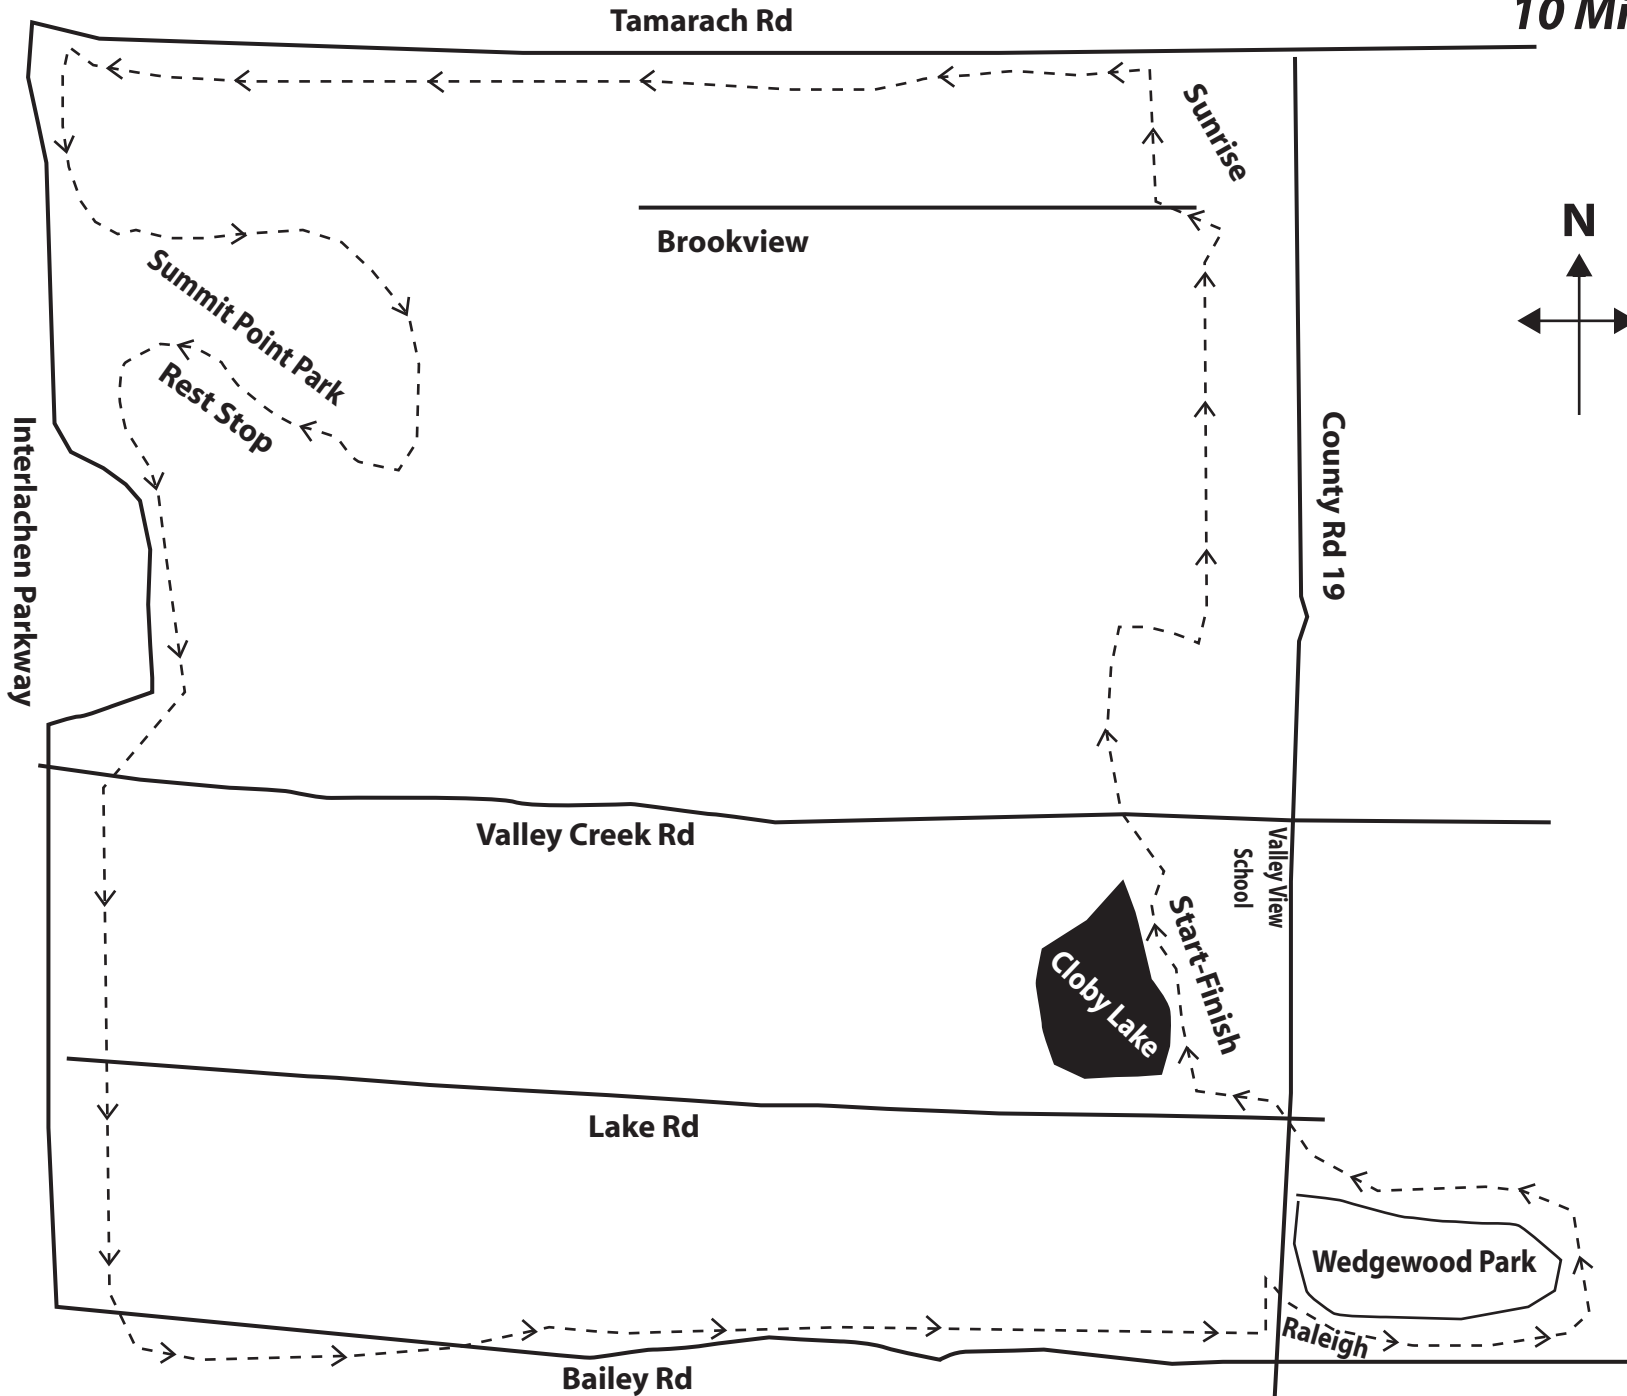 Tamarach Rd
10 Mi
Sunrise
N
Brookview
Summit Point Park
Rest Stop
Interlachen Parkway
County Rd 19
Valley Creek Rd
Valley View
School
Start-Finish
Cloby Lake
Lake Rd
Wedgewood Park
Raleigh
Bailey Rd